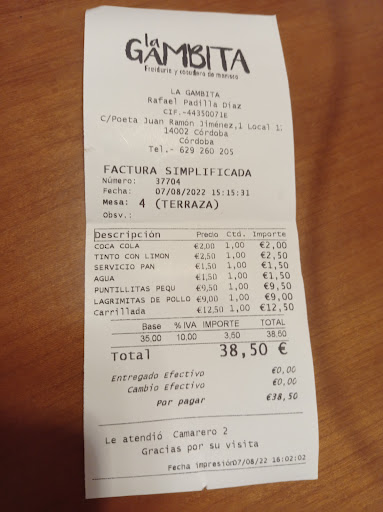 la
GAMBITA
Freiduría y cocedero de marisco
LA GAMBITA
Rafael Padilla Díaz
CIF.-44350071E
C/Poeta Juan Ramón Jiménez,1 Local 1
14002 Córdoba
Córdoba
Tel.- 629 260 205
FACTURA SIMPLIFICADA
Número: 37704
Fecha: 07/08/2022 15:15:31
Mesa: 4 (TERRAZA)
Obsv.:
Descripción Precio Ctd. Importe
COCA COLA €2,00 1,00 €2,00
TINTO CON LIMON €2,50 1,00 €2,50
SERVICIO PAN €1,50 1,00 €1,50
AGUA €1,50 1,00 €1,50
PUNTILLITAS PEQU €9,50 1,00 €9,50
LAGRIMITAS DE POLLO €9,00 1,00 €9,00
Carrillada €12,50 1,00 €12,50
Base % IVA IMPORTE TOTAL
35,00 10,00 3,50 38,50
Total 38,50 €
Entregado Efectivo €0,00
Cambio Efectivo €0,00
Por pagar €38,50
Le atendió Camarero 2
Gracias por su visita
Fecha impresión07/08/22 16:02:02